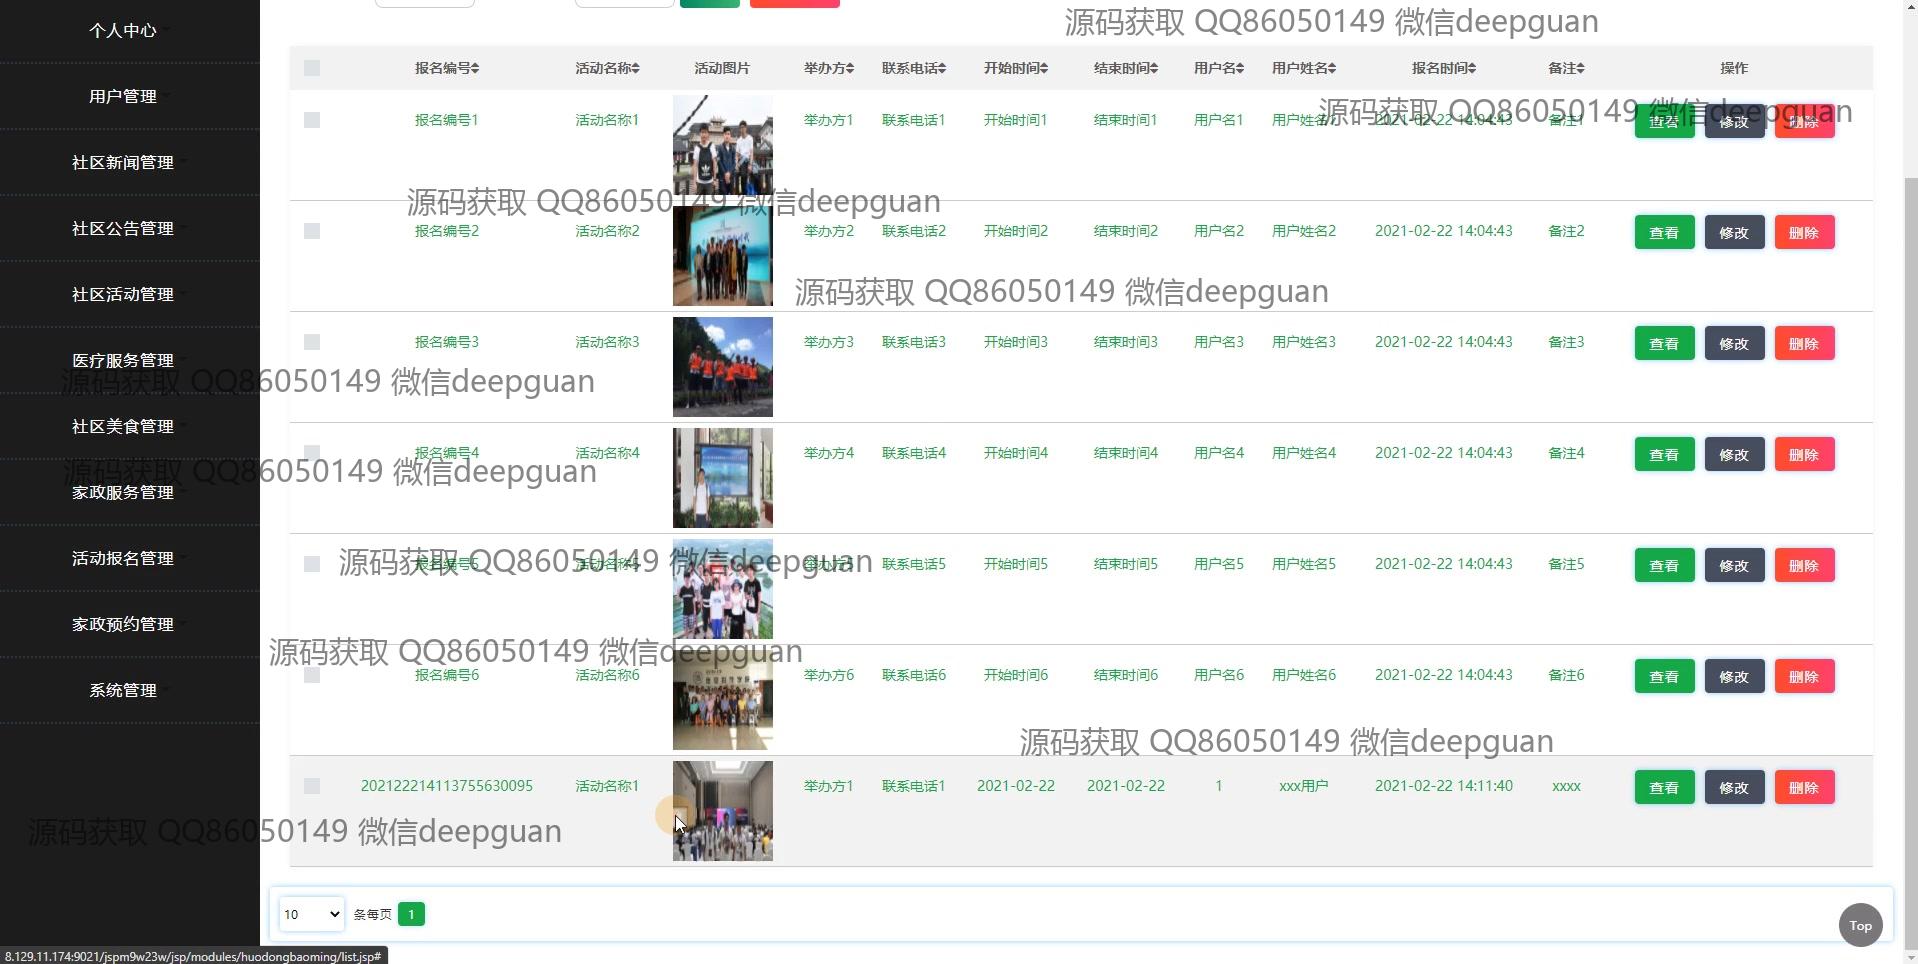 源码获取 QQ86050149 微信deepguan
个人中心
用户管理
社区新闻管理
社区公告管理
社区活动管理
医疗服务管理
社区美食管理
家政服务管理
活动报名管理
家政预约管理
系统管理
报名编号 活动名称 活动图片 举办方 联系电话 开始时间 结束时间 用户名 用户姓名 报名时间 备注 操作
源码获取 QQ86050149 微信deepguan
报名编号1 活动名称1 举办方1 联系电话1 开始时间1 结束时间1 用户名1 用户姓名1 2021-02-22 14:04:43 备注1 查看 修改 删除
源码获取 QQ86050149 微信deepguan
报名编号2 活动名称2 举办方2 联系电话2 开始时间2 结束时间2 用户名2 用户姓名2 2021-02-22 14:04:43 备注2 查看 修改 删除
源码获取 QQ86050149 微信deepguan
报名编号3 活动名称3 举办方3 联系电话3 开始时间3 结束时间3 用户名3 用户姓名3 2021-02-22 14:04:43 备注3 查看 修改 删除
源码获取 QQ86050149 微信deepguan
报名编号4 活动名称4 举办方4 联系电话4 开始时间4 结束时间4 用户名4 用户姓名4 2021-02-22 14:04:43 备注4 查看 修改 删除
源码获取 QQ86050149 微信deepguan
源码获取 QQ86050149 微信deepguan
报名编号5 活动名称5 举办方5 联系电话5 开始时间5 结束时间5 用户名5 用户姓名5 2021-02-22 14:04:43 备注5 查看 修改 删除
源码获取 QQ86050149 微信deepguan
报名编号6 活动名称6 举办方6 联系电话6 开始时间6 结束时间6 用户名6 用户姓名6 2021-02-22 14:04:43 备注6 查看 修改 删除
源码获取 QQ86050149 微信deepguan
202122214113755630095 活动名称1 举办方1 联系电话1 2021-02-22 2021-02-22 1 xxx用户 2021-02-22 14:11:40 xxxx 查看 修改 删除
源码获取 QQ86050149 微信deepguan
10 条每页 1
Top
8.129.11.174:9021/jspm9w23w/jsp/modules/huodongbaoming/list.jsp#